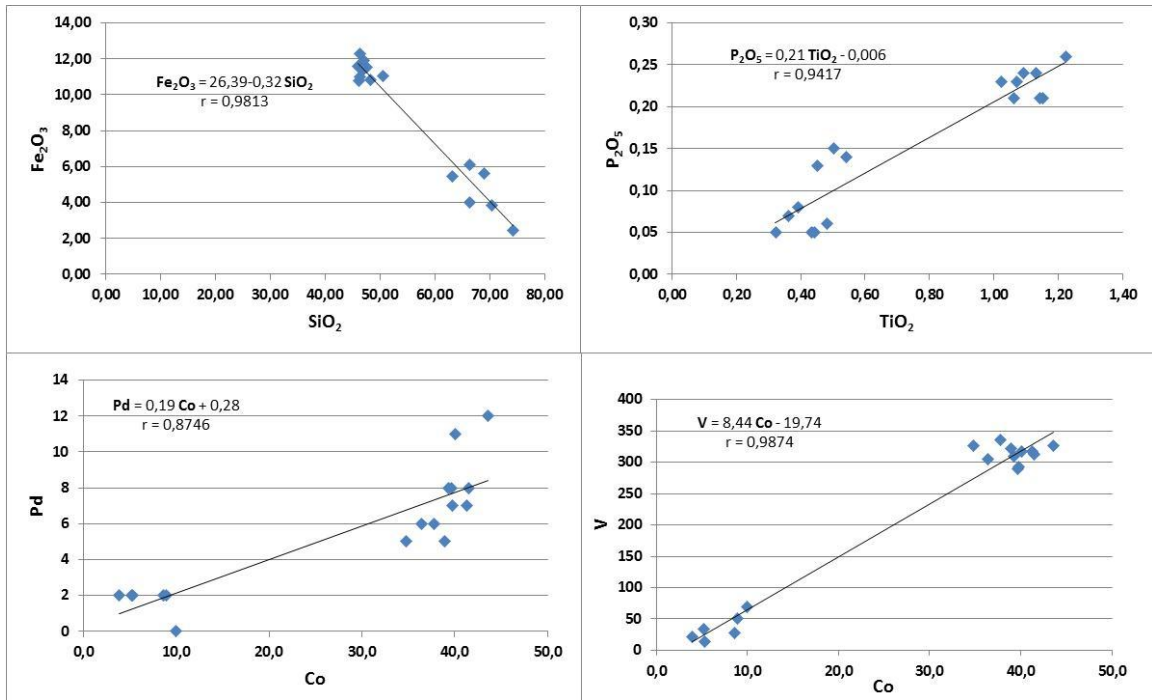 14,00
12,00
10,00
8,00
6,00
4,00
2,00
0,00
Fe₂O₃
Fe₂O₃ = 26,39-0,32 SiO₂
r = 0,9813
0,00 10,00 20,00 30,00 40,00 50,00 60,00 70,00 80,00
SiO₂
0,30
0,25
0,20
0,15
0,10
0,05
0,00
P₂O₅
P₂O₅ = 0,21 TiO₂ - 0,006
r = 0,9417
0,00 0,20 0,40 0,60 0,80 1,00 1,20 1,40
TiO₂
14
12
10
8
6
4
2
0
Pd
Pd = 0,19 Co + 0,28
r = 0,8746
0,0 10,0 20,0 30,0 40,0 50,0
Co
400
350
300
250
200
150
100
50
0
V
V = 8,44 Co - 19,74
r = 0,9874
0,0 10,0 20,0 30,0 40,0 50,0
Co